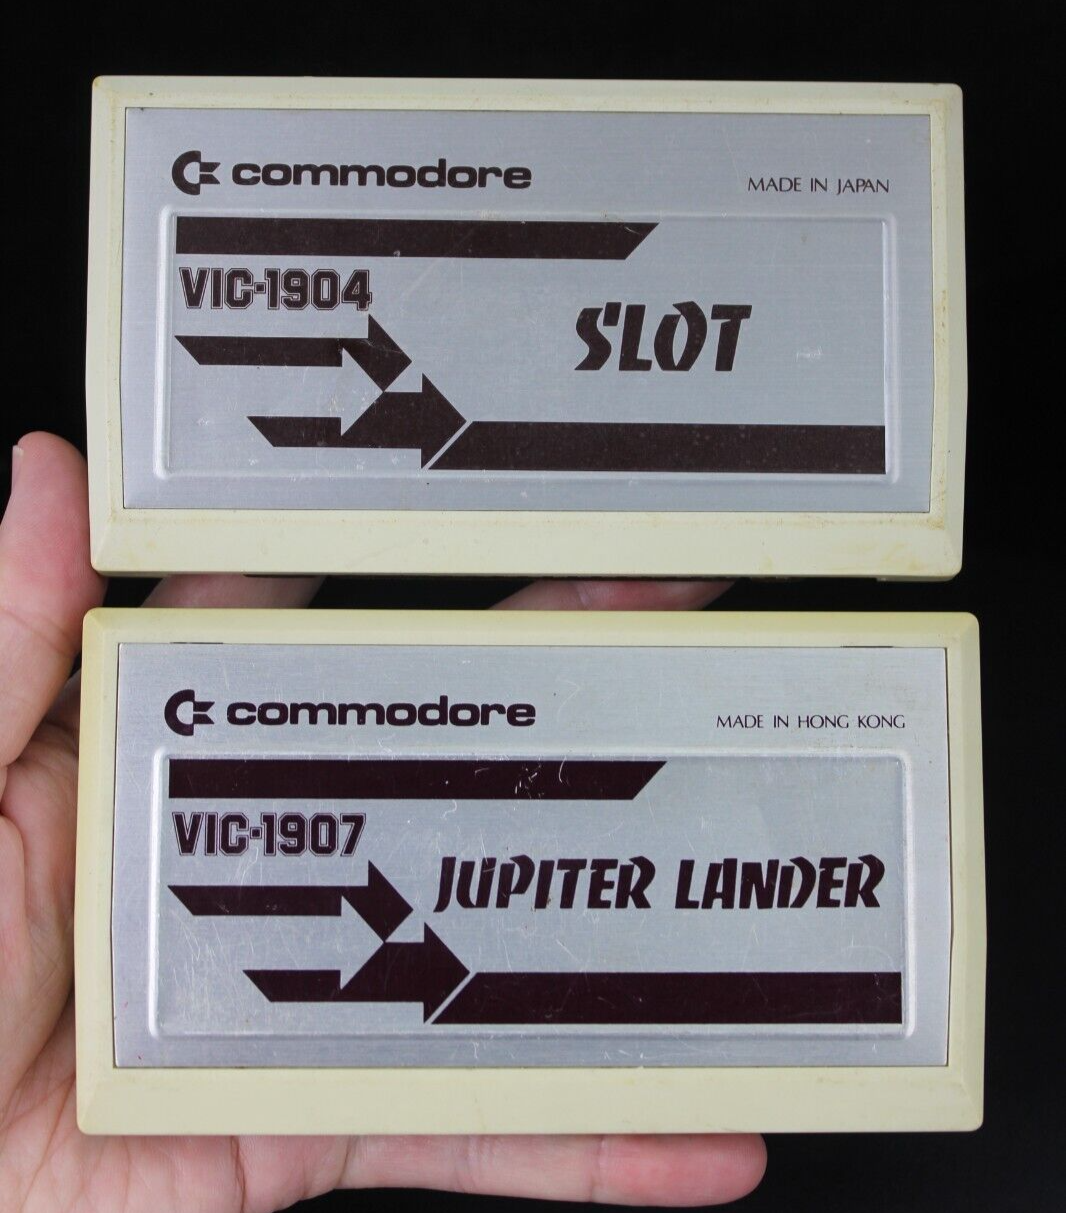 commodore
MADE IN JAPAN
VIC-1904
SLOT
commodore
MADE IN HONG KONG
VIC-1907
JUPITER LANDER